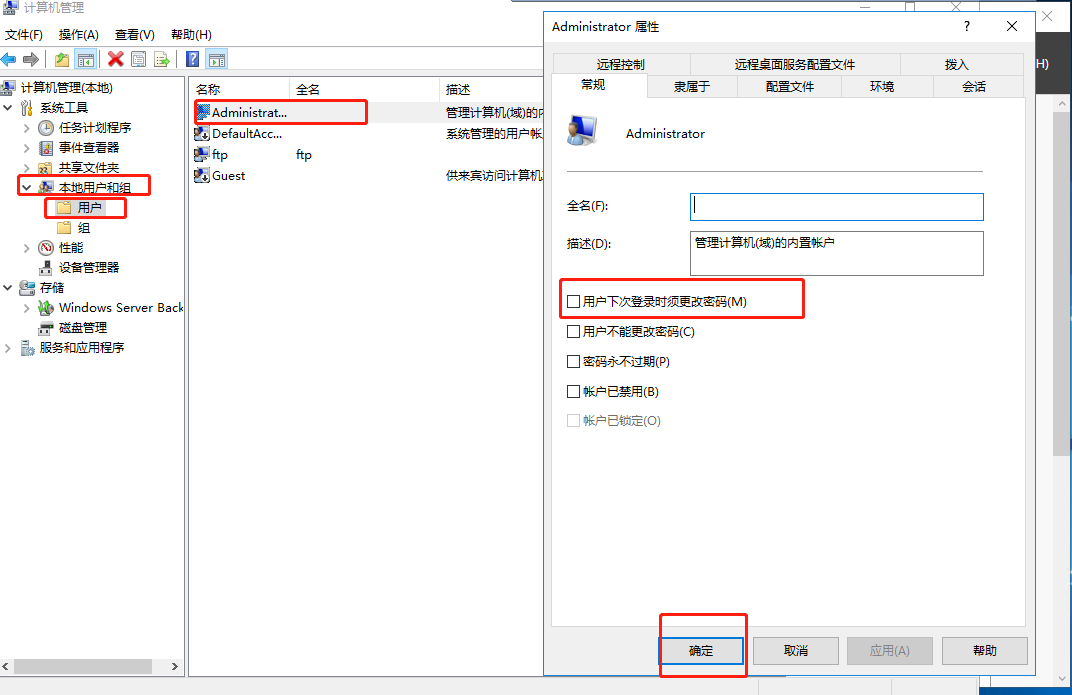 计算机管理
文件(F) 操作(A) 查看(V) 帮助(H)
计算机管理(本地)
系统工具
任务计划程序
事件查看器
共享文件夹
本地用户和组
用户
组
性能
设备管理器
存储
Windows Server Back
磁盘管理
服务和应用程序
名称 全名 描述
Administrat... 管理计算机(域)的内
DefaultAcc... 系统管理的用户帐
ftp ftp
Guest 供来宾访问计算机
Administrator 属性
?
远程控制 远程桌面服务配置文件 拨入
常规 隶属于 配置文件 环境 会话
Administrator
全名(F):
描述(D): 管理计算机(域)的内置帐户
用户下次登录时须更改密码(M)
用户不能更改密码(C)
密码永不过期(P)
帐户已禁用(B)
帐户已锁定(O)
确定 取消 应用(A) 帮助
H)